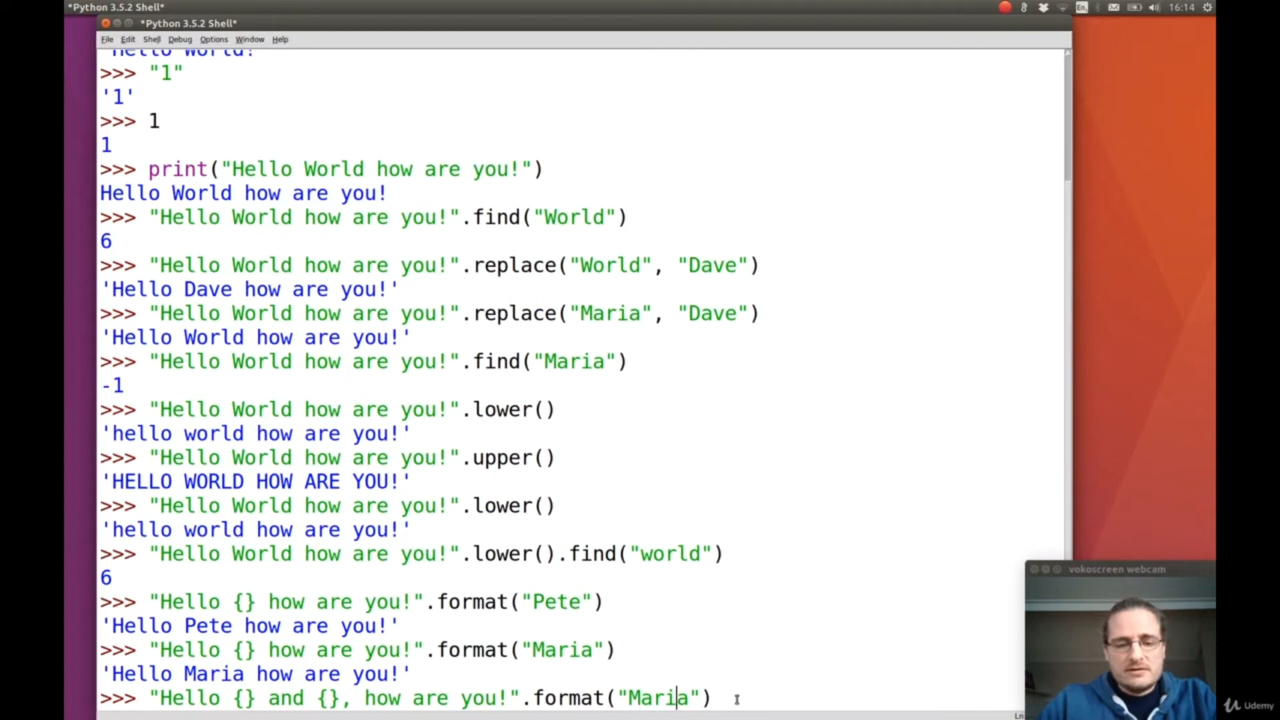 *Python 3.5.2 Shell*
En
16:14
*Python 3.5.2 Shell*
File Edit Shell Debug Options Window Help
'Hello World!'
>>> "1"
'1'
>>> 1
1
>>> print("Hello World how are you!")
Hello World how are you!
>>> "Hello World how are you!".find("World")
6
>>> "Hello World how are you!".replace("World", "Dave")
'Hello Dave how are you!'
>>> "Hello World how are you!".replace("Maria", "Dave")
'Hello World how are you!'
>>> "Hello World how are you!".find("Maria")
-1
>>> "Hello World how are you!".lower()
'hello world how are you!'
>>> "Hello World how are you!".upper()
'HELLO WORLD HOW ARE YOU!'
>>> "Hello World how are you!".lower()
'hello world how are you!'
>>> "Hello World how are you!".lower().find("world")
6
>>> "Hello {} how are you!".format("Pete")
'Hello Pete how are you!'
>>> "Hello {} how are you!".format("Maria")
'Hello Maria how are you!'
>>> "Hello {} and {}, how are you!".format("Maria")
Ln
vokoscreen webcam
Udemy